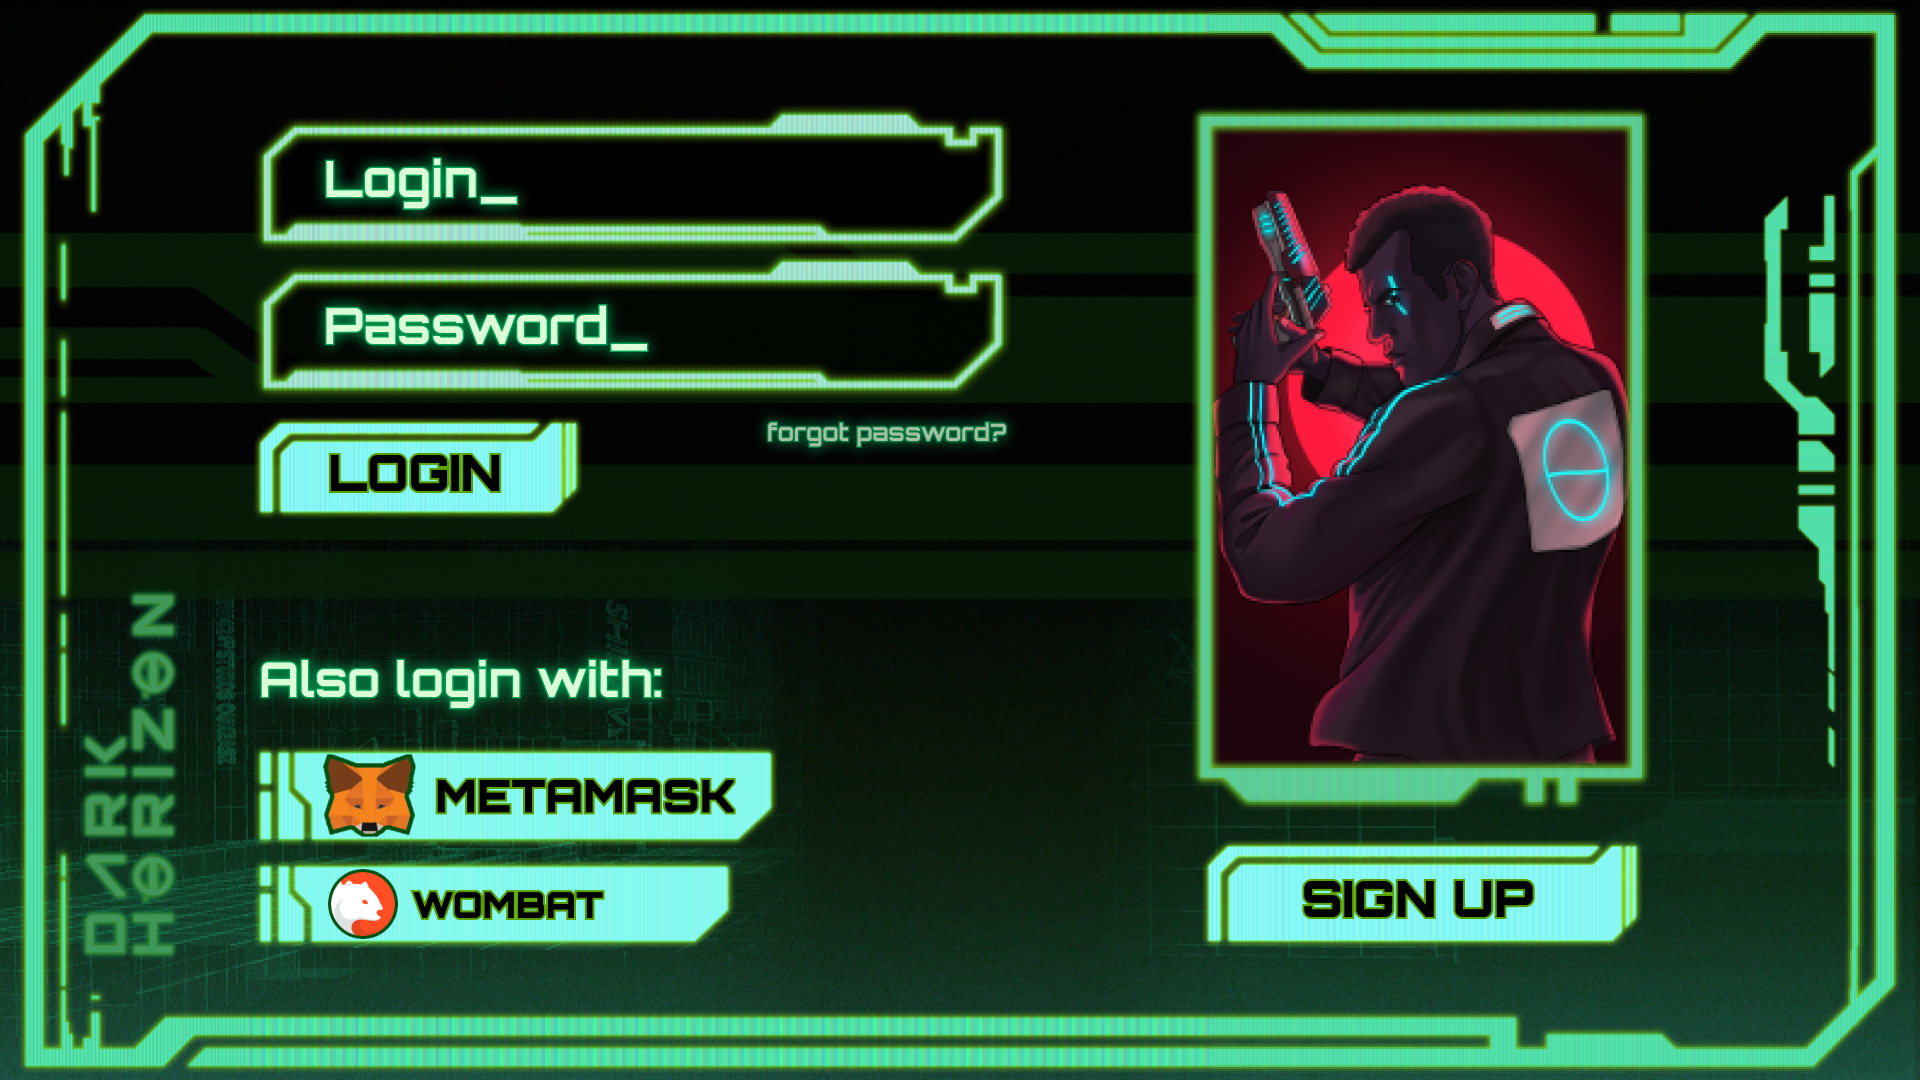 Login_
Password_
forgot password?
LOGIN
Also login with:
METAMASK
WOMBAT
SIGN UP
DARK
HORIZON